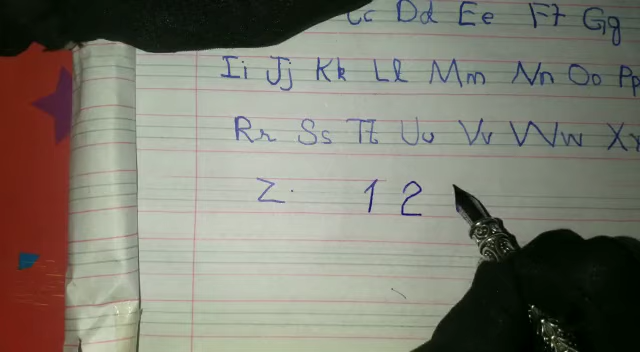 Cc Dd Ee Ft Gg
Ii Jj Kk Ll Mm Nn Oo Pp
Rr Ss Tt Uu Vv Ww Xx
Z. 1 2